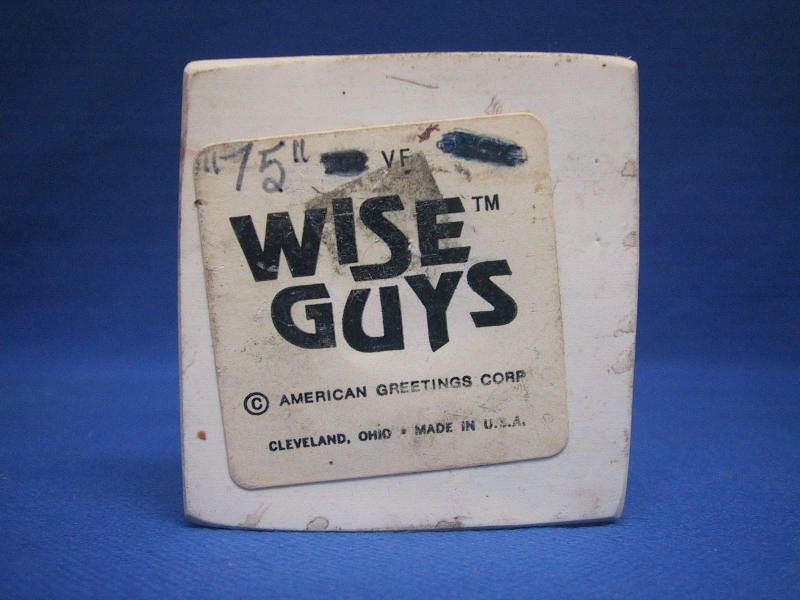 "75" VF
WISE™
GUYS
© AMERICAN GREETINGS CORP
CLEVELAND, OHIO • MADE IN U.S.A.